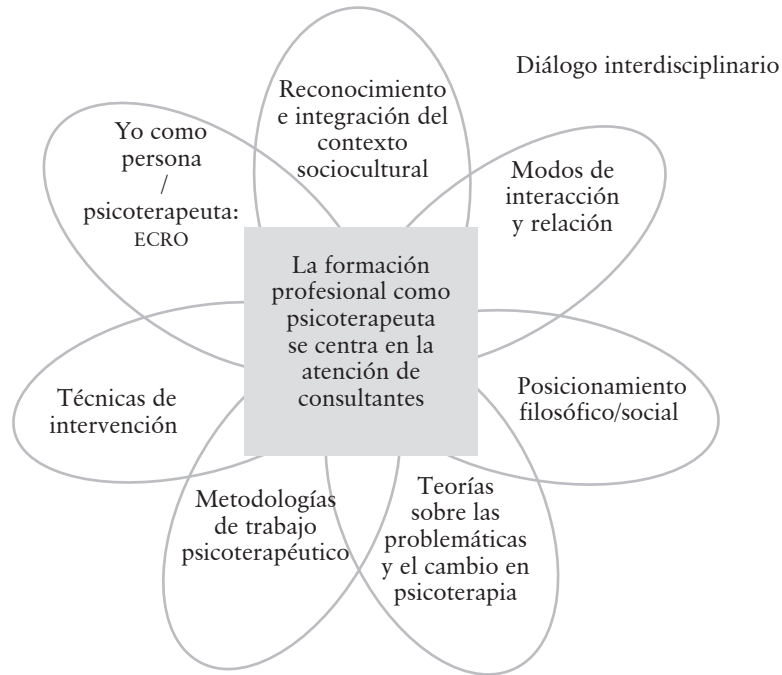 Diálogo interdisciplinario
Reconocimiento
e integración del
contexto
sociocultural
Yo como
persona
/
psicoterapeuta:
ECRO
Modos de
interacción
y relación
La formación
profesional como
psicoterapeuta
se centra en la
atención de
consultantes
Técnicas de
intervención
Posicionamiento
filosófico/social
Metodologías
de trabajo
psicoterapéutico
Teorías
sobre las
problemáticas
y el cambio en
psicoterapia